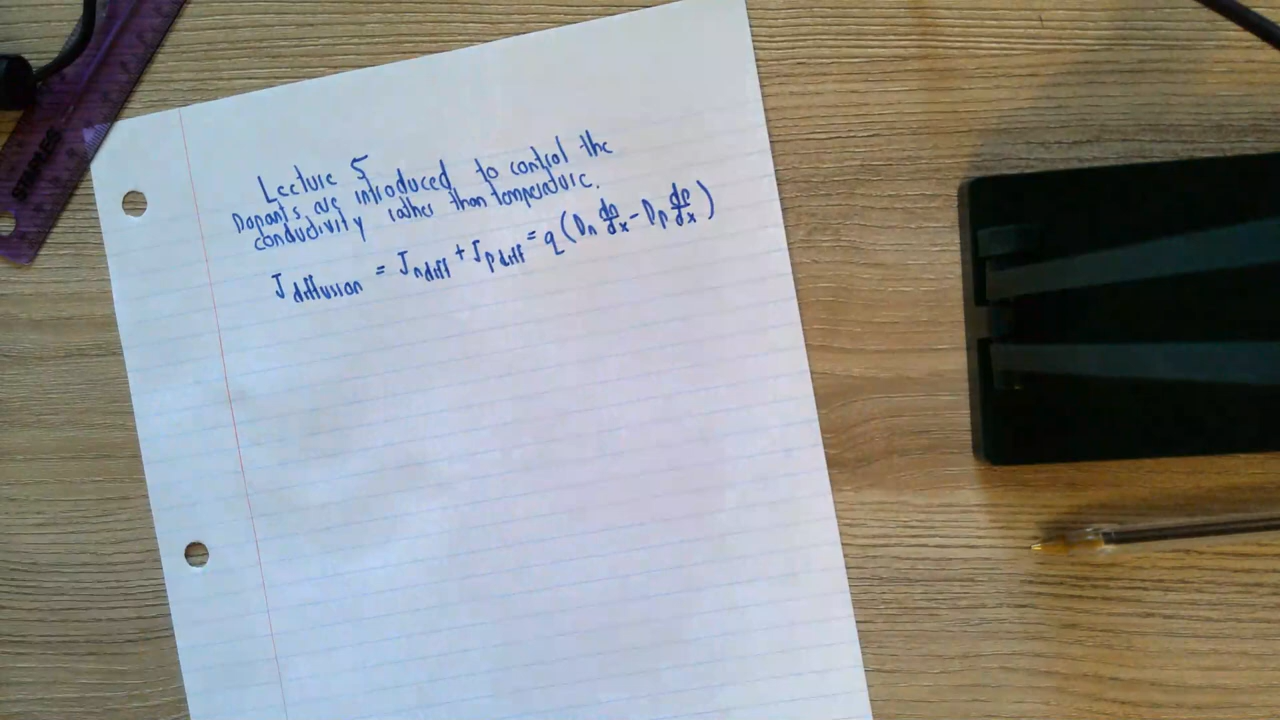 Lecture 5
Dopants are introduced to control the
conductivity rather than temperature.
J diffusion = J n diff + J p diff = q (Dn dn/dx - Dp dp/dx)